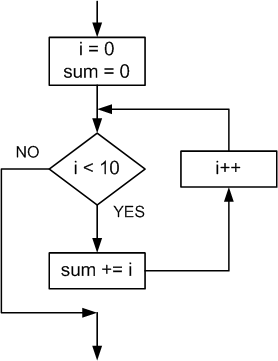 i = 0
sum = 0
NO
i < 10
i++
YES
sum += i